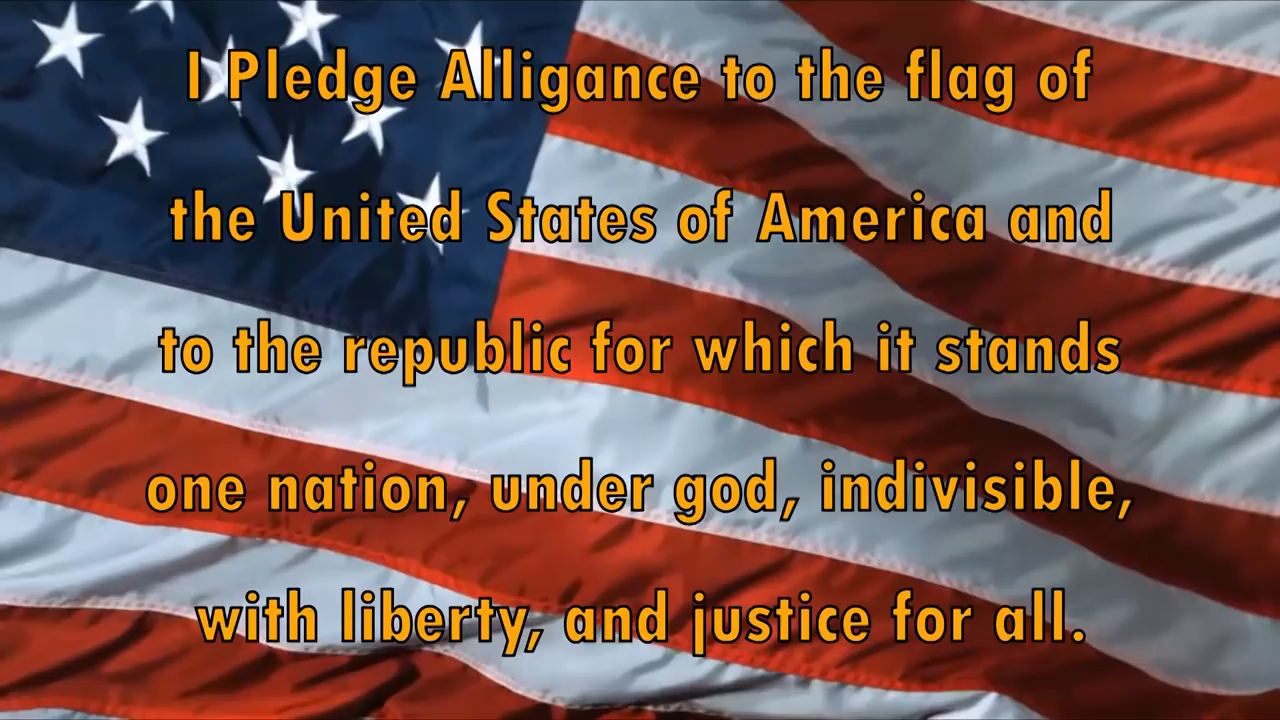 I Pledge Alligance to the flag of
the United States of America and
to the republic for which it stands
one nation, under god, indivisible,
with liberty, and justice for all.